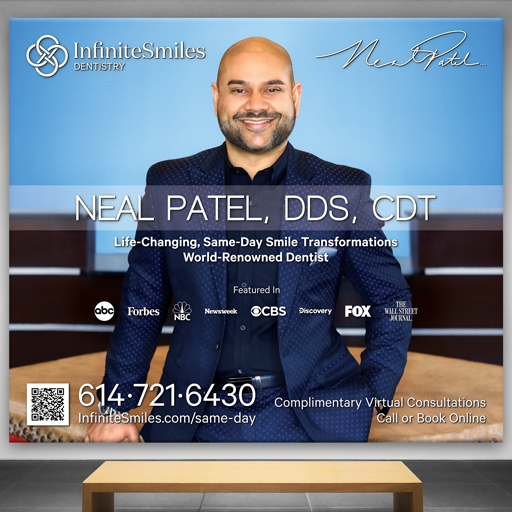 InfiniteSmiles
DENTISTRY
Neal Patel
NEAL PATEL, DDS, CDT
Life-Changing, Same-Day Smile Transformations
World-Renowned Dentist
Featured In
abc Forbes NBC Newsweek CBS Discovery FOX THE WALL STREET JOURNAL
614·721·6430
InfiniteSmiles.com/same-day
Complimentary Virtual Consultations
Call or Book Online